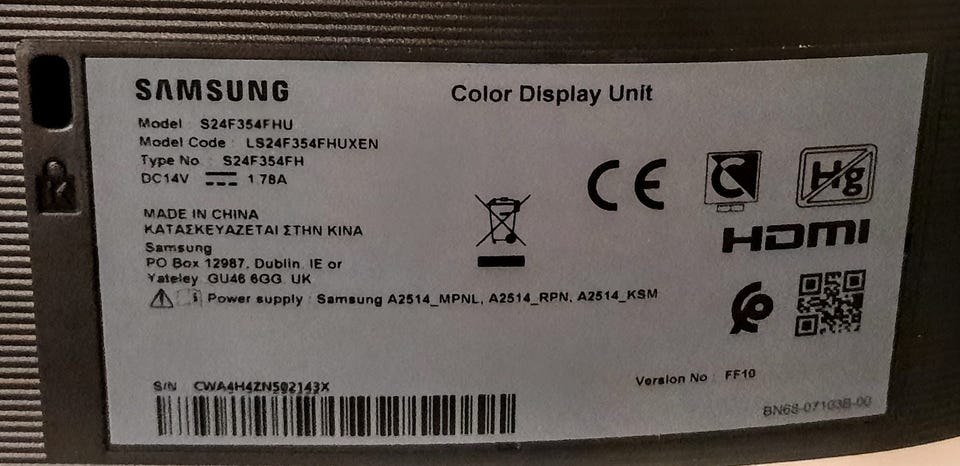 SAMSUNG
Color Display Unit
Model : S24F354FHU
Model Code : LS24F354FHUXEN
Type No : S24F354FH
DC14V 1.78A
MADE IN CHINA
ΚΑΤΑΣΚΕΥΑΖΕΤΑΙ ΣΤΗΝ ΚΙΝΑ
Samsung
PO Box 12987, Dublin. IE or
Yateley, GU46 6GG. UK
Power supply : Samsung A2514_MPNL, A2514_RPN, A2514_KSM
CE
Hg
HDMI
S/N CWA4H4ZN502143X
Version No : FF10
BN68-07103B-00